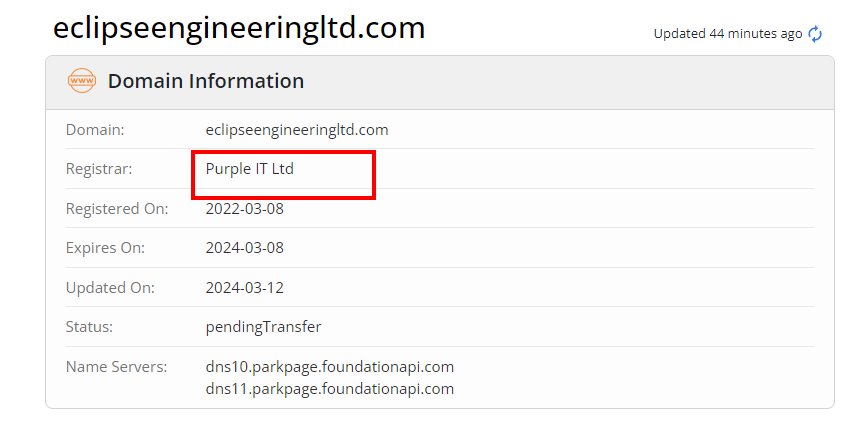 eclipseengineeringltd.com
Updated 44 minutes ago
www
Domain Information
Domain: eclipseengineeringltd.com
Registrar: Purple IT Ltd
Registered On: 2022-03-08
Expires On: 2024-03-08
Updated On: 2024-03-12
Status: pendingTransfer
Name Servers: dns10.parkpage.foundationapi.com
dns11.parkpage.foundationapi.com